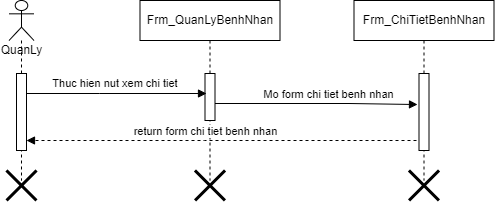 Frm_QuanLyBenhNhan
Frm_ChiTietBenhNhan
QuanLy
Thuc hien nut xem chi tiet
Mo form chi tiet benh nhan
return form chi tiet benh nhan